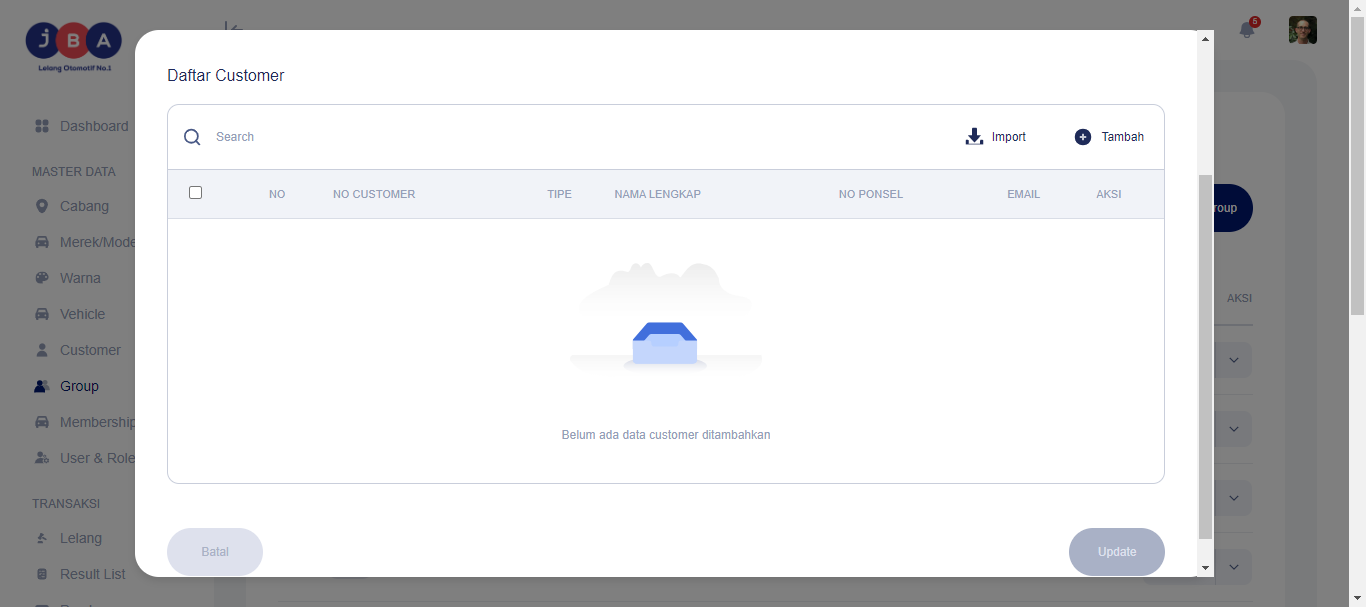 JBA
Lelang Otomotif No.1
5
Dashboard
MASTER DATA
Cabang
Merek/Mode
Warna
Vehicle
Customer
Group
Membership
User & Role
TRANSAKSI
Lelang
Result List
Daftar Customer
Search
Import
Tambah
NO
NO CUSTOMER
TIPE
NAMA LENGKAP
NO PONSEL
EMAIL
AKSI
Belum ada data customer ditambahkan
Batal
Update
roup
AKSI